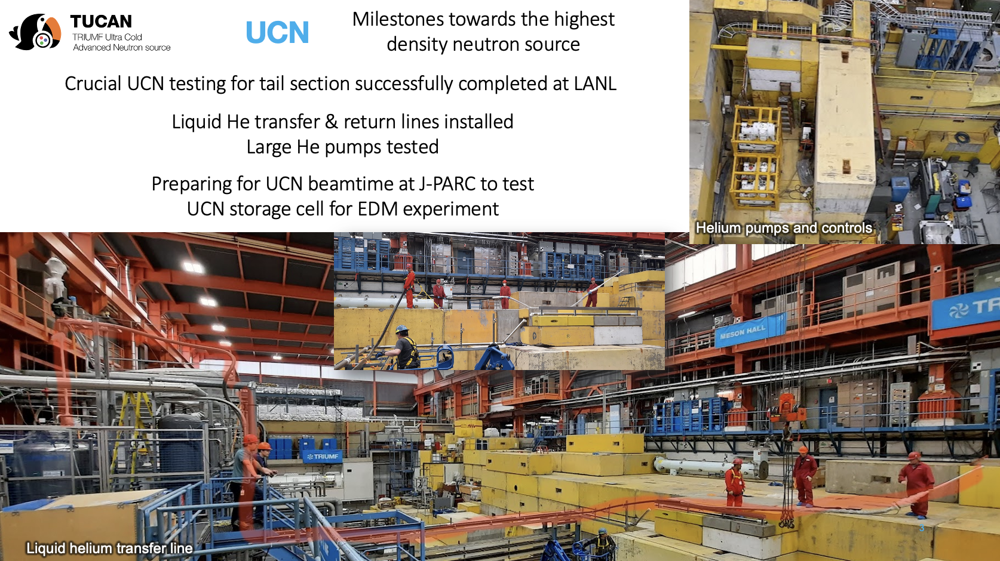 TUCAN
TRIUMF Ultra Cold
Advanced Neutron source
UCN
Milestones towards the highest
density neutron source
Crucial UCN testing for tail section successfully completed at LANL
Liquid He transfer & return lines installed
Large He pumps tested
Preparing for UCN beamtime at J-PARC to test
UCN storage cell for EDM experiment
Helium pumps and controls
MESON HALL
TRIUMF
Liquid helium transfer line
3